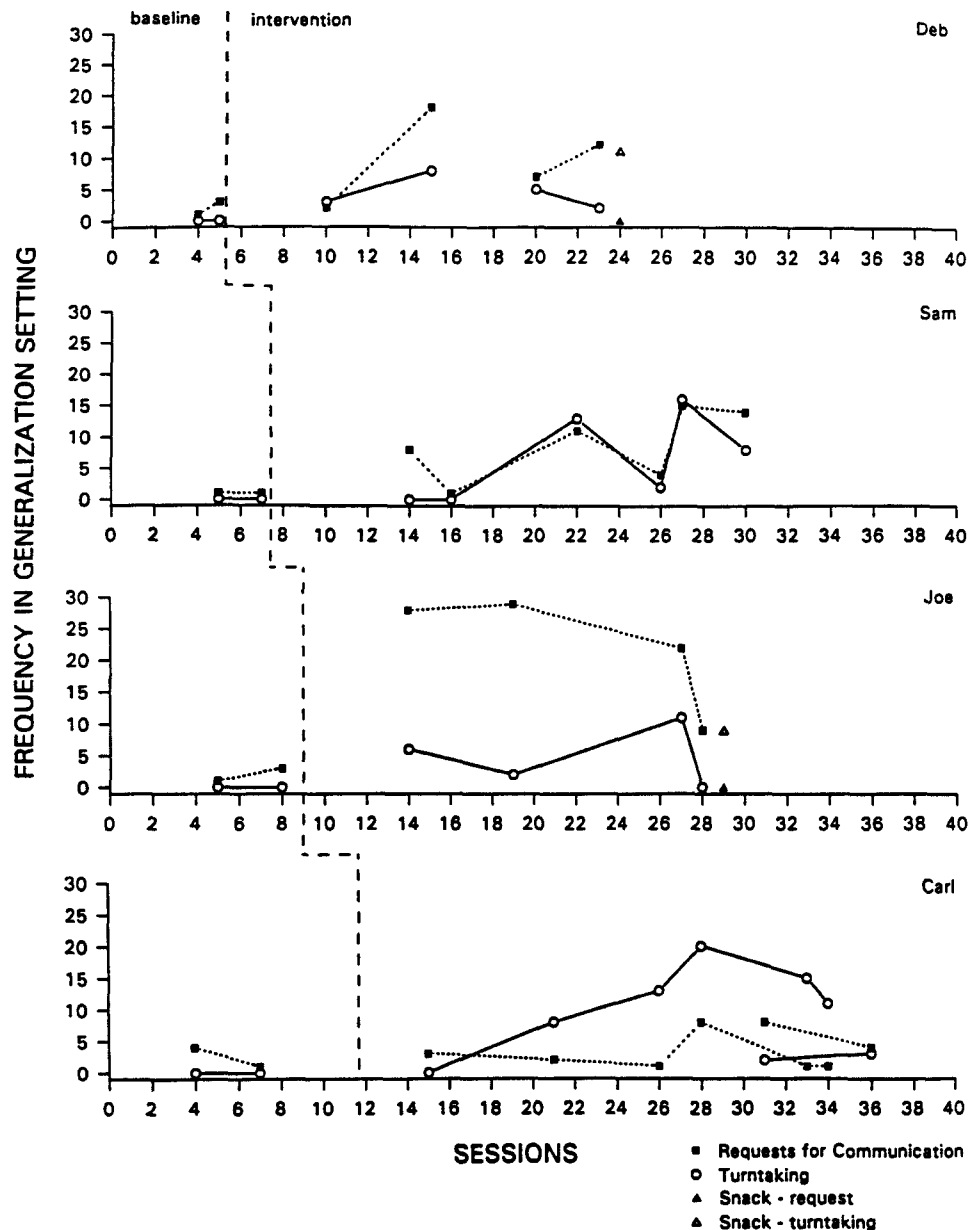 baseline intervention
Deb
30
25
20
15
10
5
0
0 2 4 6 8 10 12 14 16 18 20 22 24 26 28 30 32 34 36 38 40
Sam
30
25
20
15
10
5
0
0 2 4 6 8 10 12 14 16 18 20 22 24 26 28 30 32 34 36 38 40
FREQUENCY IN GENERALIZATION SETTING
Joe
30
25
20
15
10
5
0
0 2 4 6 8 10 12 14 16 18 20 22 24 26 28 30 32 34 36 38 40
Carl
30
25
20
15
10
5
0
0 2 4 6 8 10 12 14 16 18 20 22 24 26 28 30 32 34 36 38 40
SESSIONS
Requests for Communication
Turntaking
Snack - request
Snack - turntaking